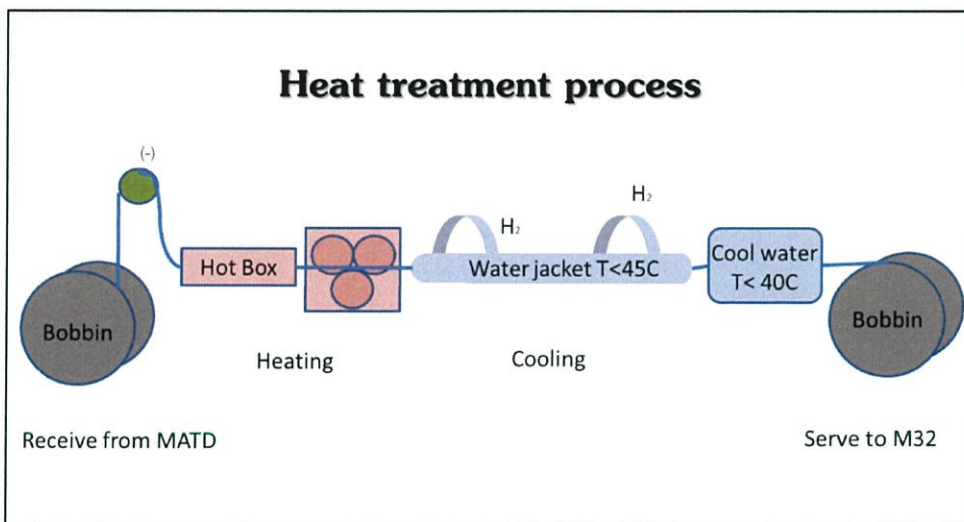 Heat treatment process
(-)
H₂
H₂
Hot Box
Water jacket T<45C
Cool water
T< 40C
Bobbin
Bobbin
Heating
Cooling
Receive from MATD
Serve to M32